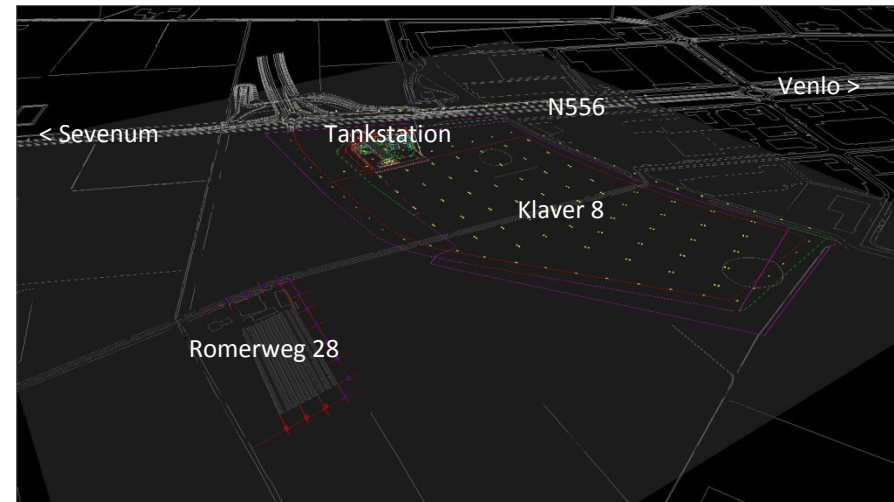 Venlo >
N556
< Sevenum
Tankstation
Klaver 8
Romerweg 28